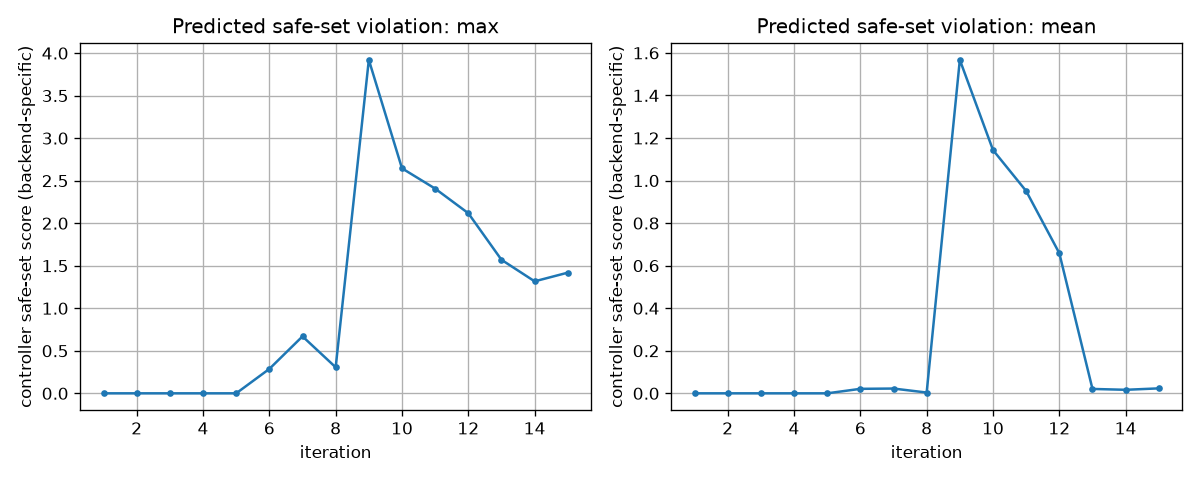 Predicted safe-set violation: max
controller safe-set score (backend-specific)
4.0
3.5
3.0
2.5
2.0
1.5
1.0
0.5
0.0
2 4 6 8 10 12 14
iteration
Predicted safe-set violation: mean
controller safe-set score (backend-specific)
1.6
1.4
1.2
1.0
0.8
0.6
0.4
0.2
0.0
2 4 6 8 10 12 14
iteration